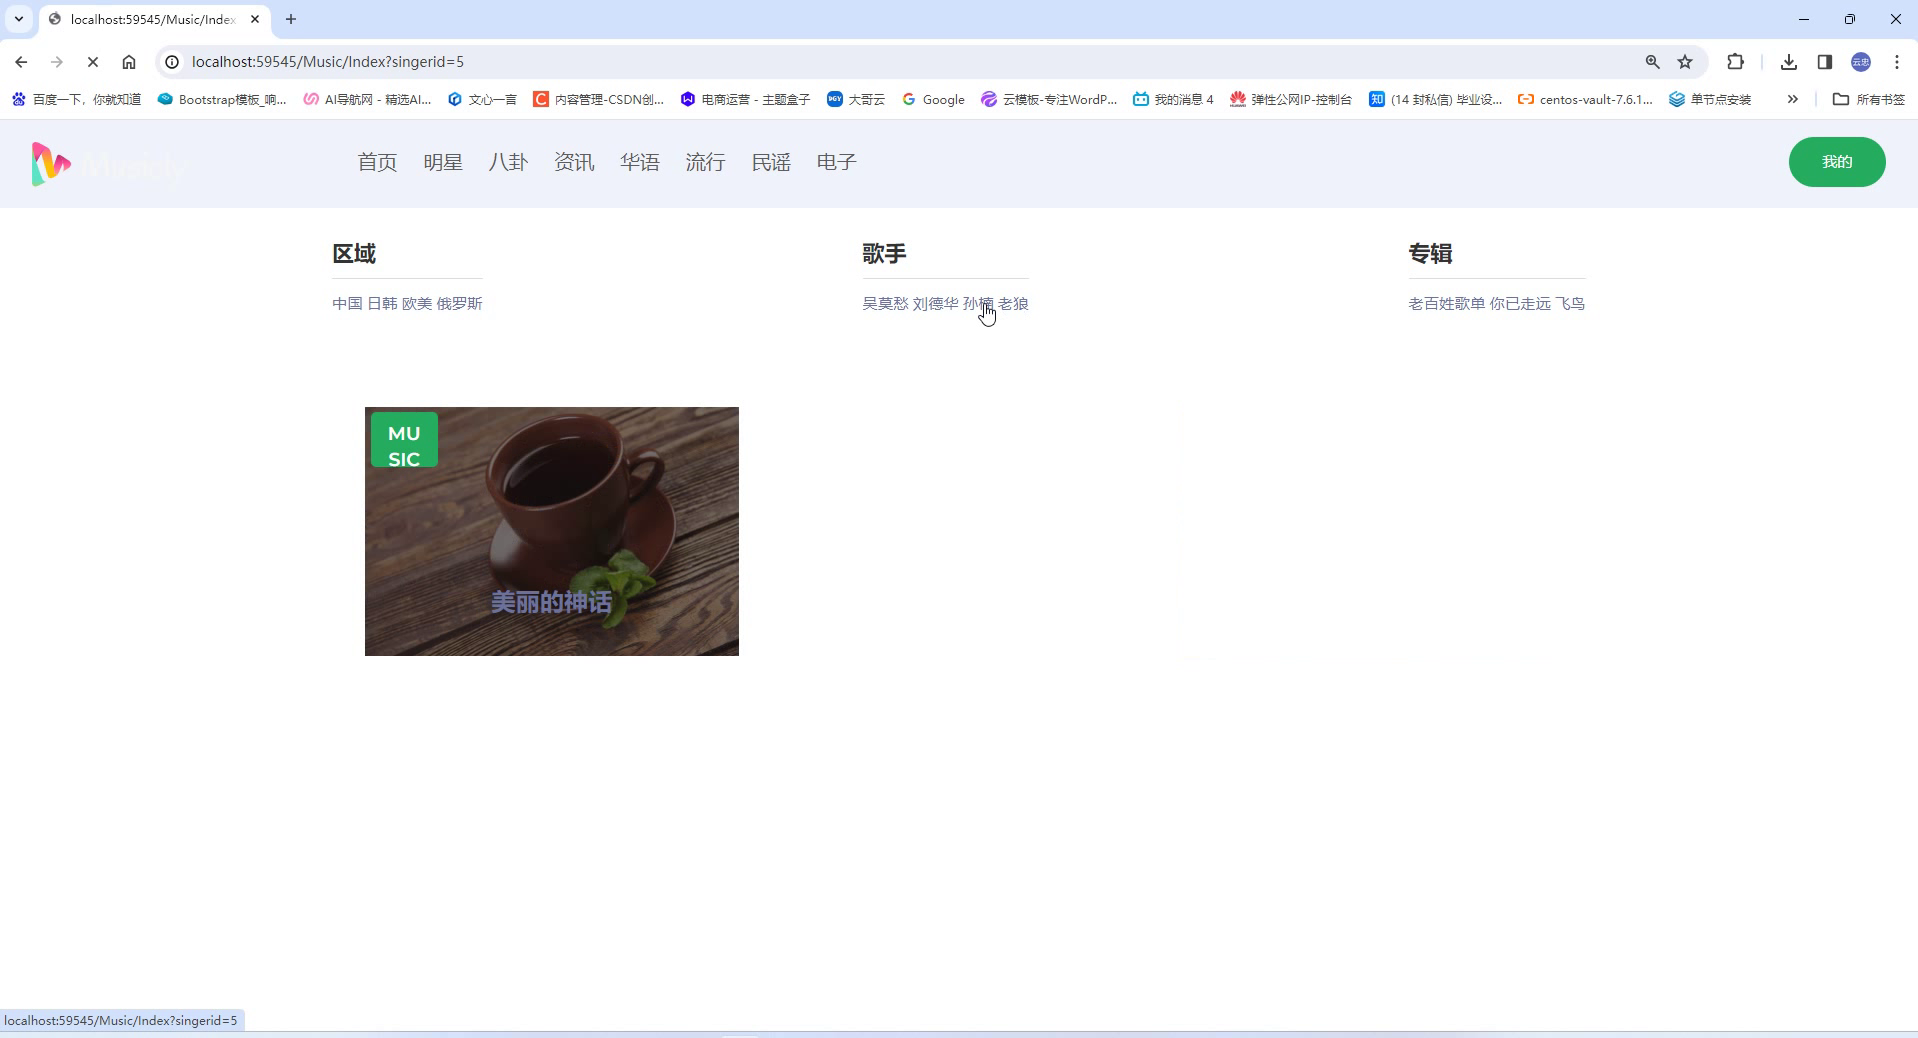 localhost:59545/Music/Index
localhost:59545/Music/Index?singerid=5
云忠
百度一下，你就知道 Bootstrap模板_响... AI导航网 - 精选AI... 文心一言 内容管理-CSDN创... 电商运营 - 主题盒子 DGY 大哥云 Google 云模板-专注WordP... 我的消息 4 弹性公网IP-控制台 知 (14 封私信) 毕业设... centos-vault-7.6.1... 单节点安装 » 所有书签
Musicly 首页 明星 八卦 资讯 华语 流行 民谣 电子 我的
区域 歌手 专辑
中国 日韩 欧美 俄罗斯 吴莫愁 刘德华 孙楠 老狼 老百姓歌单 你已走远 飞鸟
MU
SIC
美丽的神话
localhost:59545/Music/Index?singerid=5